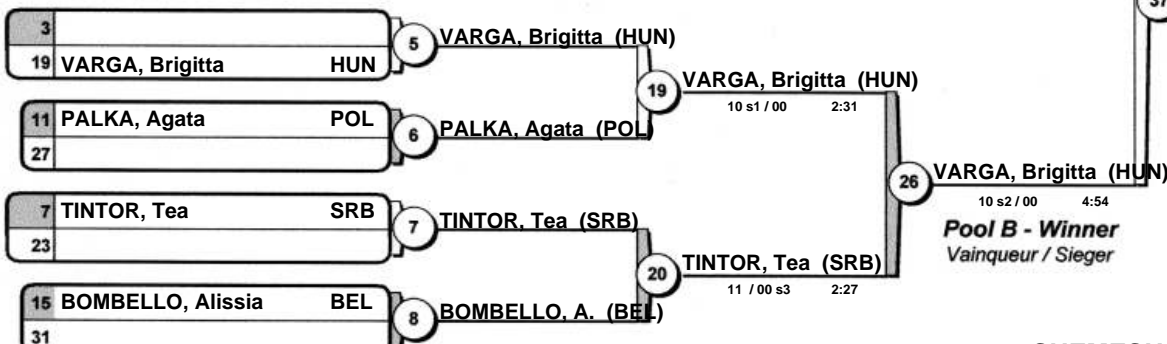 37
3
19 VARGA, Brigitta HUN
5
VARGA, Brigitta (HUN)
19
VARGA, Brigitta (HUN)
10 s1 / 00 2:31
11 PALKA, Agata POL
27
6
PALKA, Agata (POL)
26
VARGA, Brigitta (HUN)
10 s2 / 00 4:54
Pool B - Winner
Vainqueur / Sieger
7 TINTOR, Tea SRB
23
7
TINTOR, Tea (SRB)
20
TINTOR, Tea (SRB)
11 / 00 s3 2:27
15 BOMBELLO, Alissia BEL
31
8
BOMBELLO, A. (BEL)